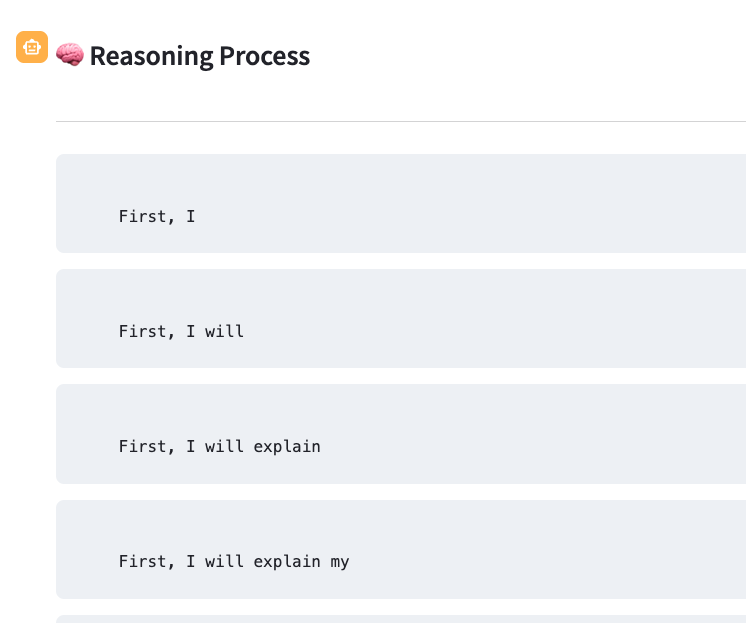 🧠 Reasoning Process
First, I
First, I will
First, I will explain
First, I will explain my